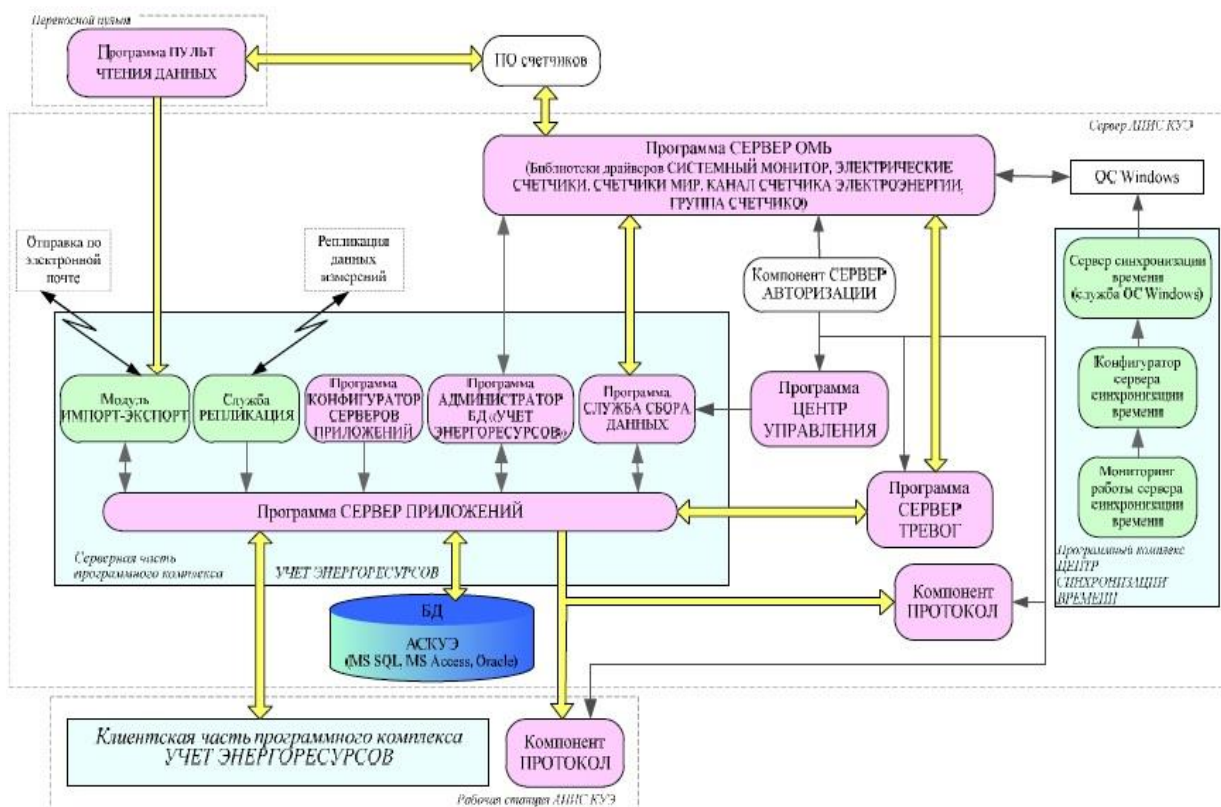 Переносной пульт
Программа ПУЛЬТ
ЧТЕНИЯ ДАННЫХ
ПО счетчиков
Сервер АИИС КУЭ
Программа СЕРВЕР ОМЬ
(Библиотеки драйверов СИСТЕМНЫЙ МОНИТОР, ЭЛЕКТРИЧЕСКИЕ
СЧЕТЧИКИ, СЧЕТЧИКИ МИР, КАНАЛ СЧЕТЧИКА ЭЛЕКТРОЭНЕРГИИ,
ГРУППА СЧЕТЧИКОВ)
ОС Windows
Отправка по
электронной
почте
Репликация
данных
измерений
Компонент СЕРВЕР
АВТОРИЗАЦИИ
Сервер синхронизации
времени
(служба ОС Windows)
Модуль
ИМПОРТ-ЭКСПОРТ
Служба
РЕПЛИКАЦИЯ
Программа
КОНФИГУРАТОР
СЕРВЕРОВ
ПРИЛОЖЕНИЙ
Программа
АДМИНИСТРАТОР
БД «УЧЕТ
ЭНЕРГОРЕСУРСОВ»
Программа
СЛУЖБА СБОРА
ДАННЫХ
Программа
ЦЕНТР
УПРАВЛЕНИЯ
Конфигуратор
сервера
синхронизации
времени
Программа СЕРВЕР ПРИЛОЖЕНИЙ
Программа
СЕРВЕР
ТРЕВОГ
Мониторинг
работы сервера
синхронизации
времени
Серверная часть
программного комплекса
УЧЕТ ЭНЕРГОРЕСУРСОВ
Программный комплекс
ЦЕНТР
СИНХРОНИЗАЦИИ
ВРЕМЕНИ
БД
АСКУЭ
(MS SQL, MS Access, Oracle)
Компонент
ПРОТОКОЛ
Клиентская часть программного комплекса
УЧЕТ ЭНЕРГОРЕСУРСОВ
Компонент
ПРОТОКОЛ
Рабочая станция АИИС КУЭ